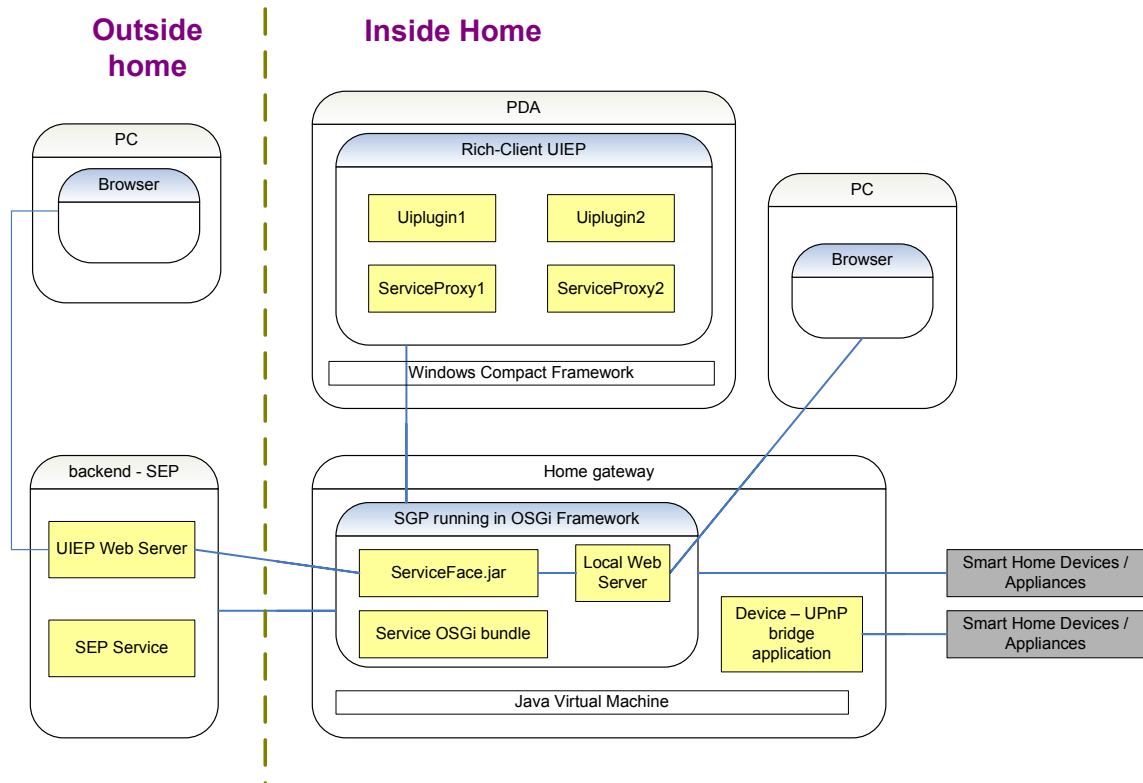 Outside
home
Inside Home
PC
Browser
PDA
Rich-Client UIEP
Uiplugin1
Uiplugin2
ServiceProxy1
ServiceProxy2
Windows Compact Framework
PC
Browser
backend - SEP
UIEP Web Server
SEP Service
Home gateway
SGP running in OSGi Framework
ServiceFace.jar
Local Web
Server
Service OSGi bundle
Device – UPnP
bridge
application
Java Virtual Machine
Smart Home Devices /
Appliances
Smart Home Devices /
Appliances